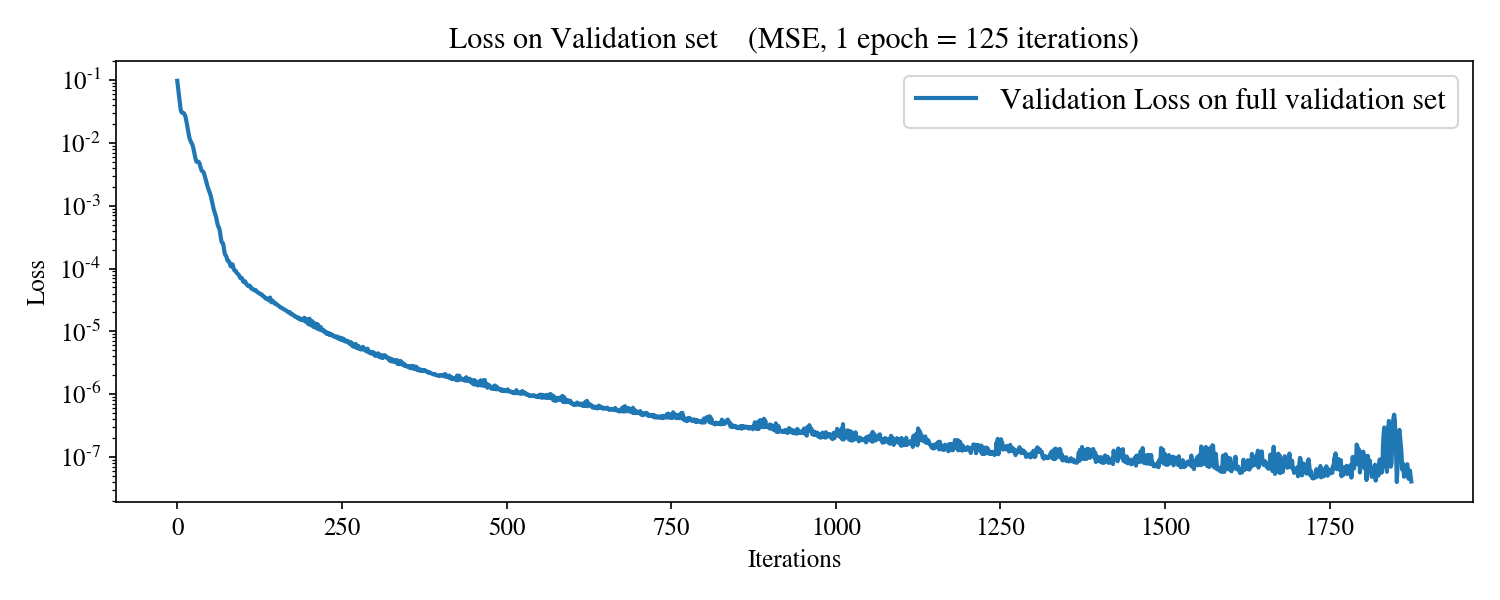 Loss on Validation set (MSE, 1 epoch = 125 iterations)
Validation Loss on full validation set
Loss
10^-1
10^-2
10^-3
10^-4
10^-5
10^-6
10^-7
0 250 500 750 1000 1250 1500 1750
Iterations